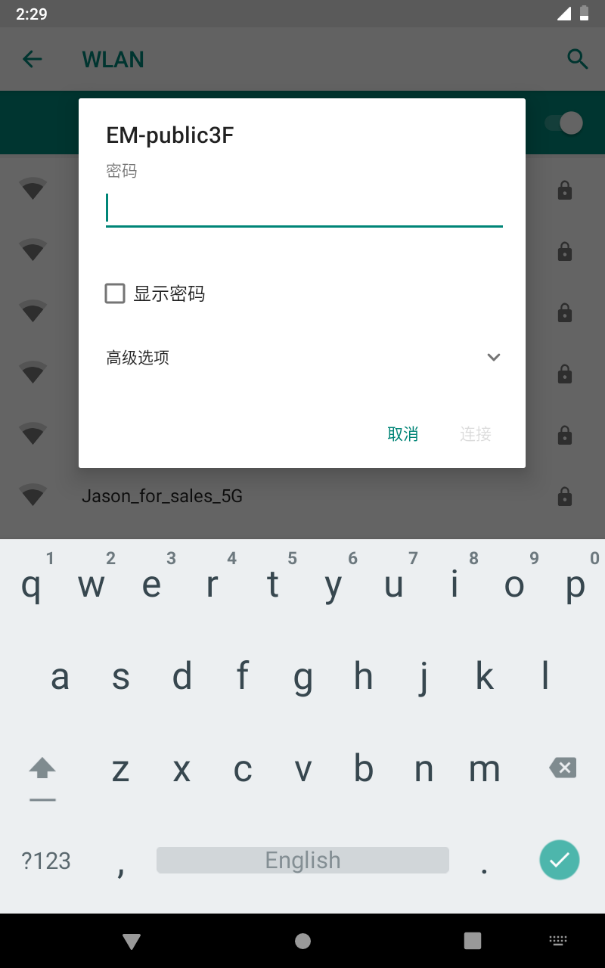 2:29
WLAN
EM-public3F
密码
显示密码
高级选项
取消 连接
Jason_for_sales_5G
1 2 3 4 5 6 7 8 9 0
q w e r t y u i o p
a s d f g h j k l
z x c v b n m
?123 , English .